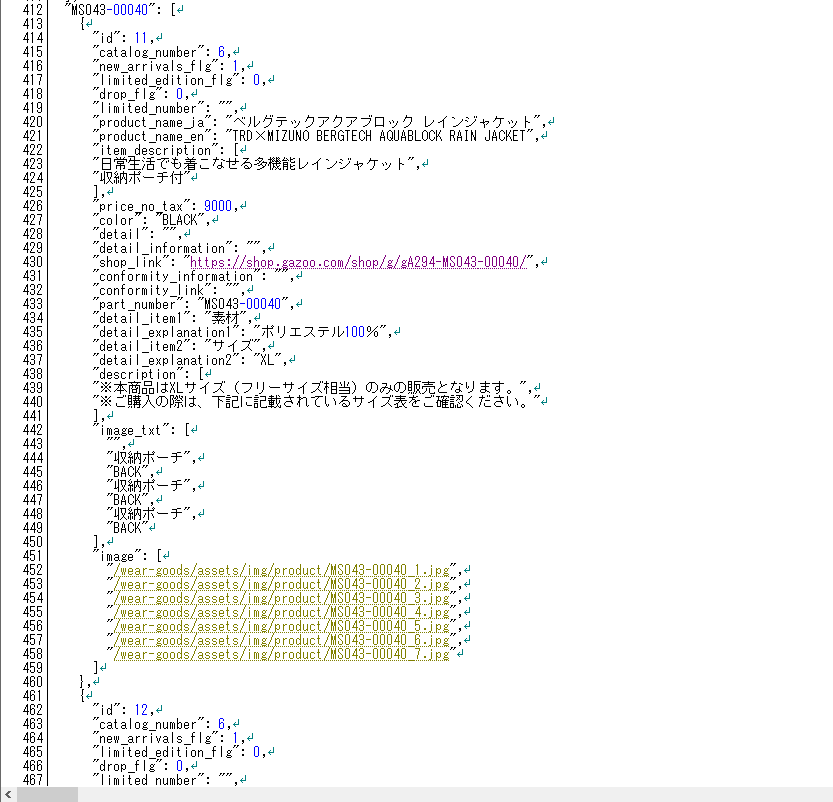 412 "MS043-00040": [
413 {
414 "id": 11,
415 "catalog_number": 6,
416 "new_arrivals_flg": 1,
417 "limited_edition_flg": 0,
418 "drop_flg": 0,
419 "limited_number": "",
420 "product_name_ja": "ベルグテックアクアブロック レインジャケット",
421 "product_name_en": "TRD×MIZUNO BERGTECH AQUABLOCK RAIN JACKET",
422 "item_description": [
423 "日常生活でも着こなせる多機能レインジャケット",
424 "収納ポーチ付"
425 ],
426 "price_no_tax": 9000,
427 "color": "BLACK",
428 "detail": "",
429 "detail_information": "",
430 "shop_link": "https://shop.gazoo.com/shop/g/gA294-MS043-00040/",
431 "conformity_information": "",
432 "conformity_link": "",
433 "part_number": "MS043-00040",
434 "detail_item1": "素材",
435 "detail_explanation1": "ポリエステル100％",
436 "detail_item2": "サイズ",
437 "detail_explanation2": "XL",
438 "description": [
439 "※本商品はXLサイズ（フリーサイズ相当）のみの販売となります。",
440 "※ご購入の際は、下記に記載されているサイズ表をご確認ください。"
441 ],
442 "image_txt": [
443 "",
444 "収納ポーチ",
445 "BACK",
446 "収納ポーチ",
447 "BACK",
448 "収納ポーチ",
449 "BACK"
450 ],
451 "image": [
452 "/wear-goods/assets/img/product/MS043-00040_1.jpg",
453 "/wear-goods/assets/img/product/MS043-00040_2.jpg",
454 "/wear-goods/assets/img/product/MS043-00040_3.jpg",
455 "/wear-goods/assets/img/product/MS043-00040_4.jpg",
456 "/wear-goods/assets/img/product/MS043-00040_5.jpg",
457 "/wear-goods/assets/img/product/MS043-00040_6.jpg",
458 "/wear-goods/assets/img/product/MS043-00040_7.jpg"
459 ]
460 },
461 {
462 "id": 12,
463 "catalog_number": 6,
464 "new_arrivals_flg": 1,
465 "limited_edition_flg": 0,
466 "drop_flg": 0,
467 "limited_number": "",